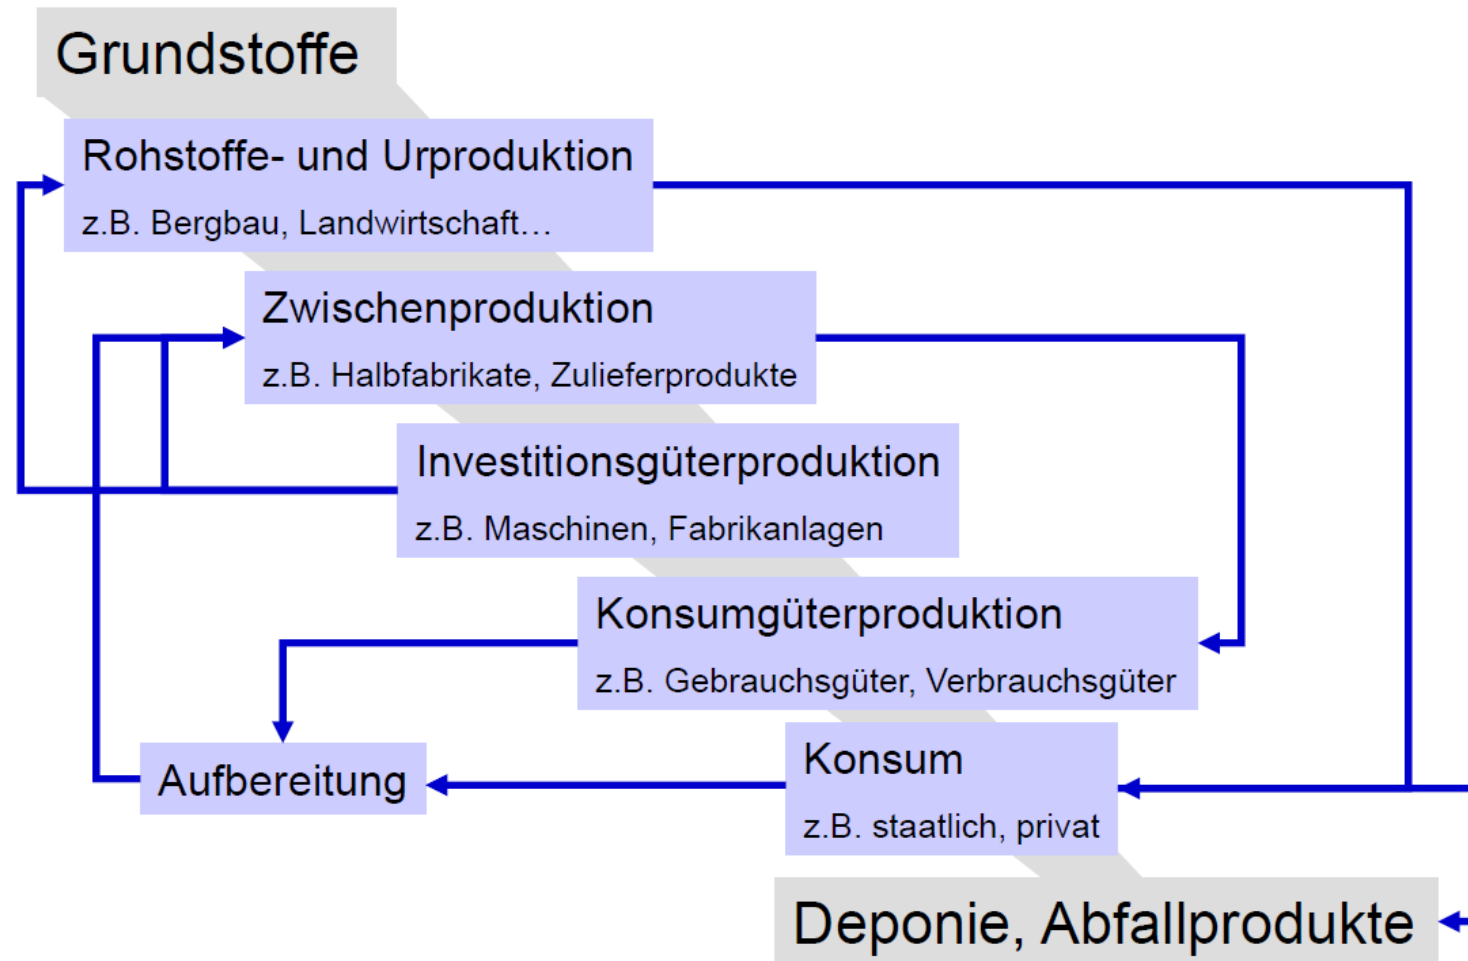 Grundstoffe
Rohstoffe- und Urproduktion
z.B. Bergbau, Landwirtschaft…
Zwischenproduktion
z.B. Halbfabrikate, Zulieferprodukte
Investitionsgüterproduktion
z.B. Maschinen, Fabrikanlagen
Konsumgüterproduktion
z.B. Gebrauchsgüter, Verbrauchsgüter
Aufbereitung
Konsum
z.B. staatlich, privat
Deponie, Abfallprodukte